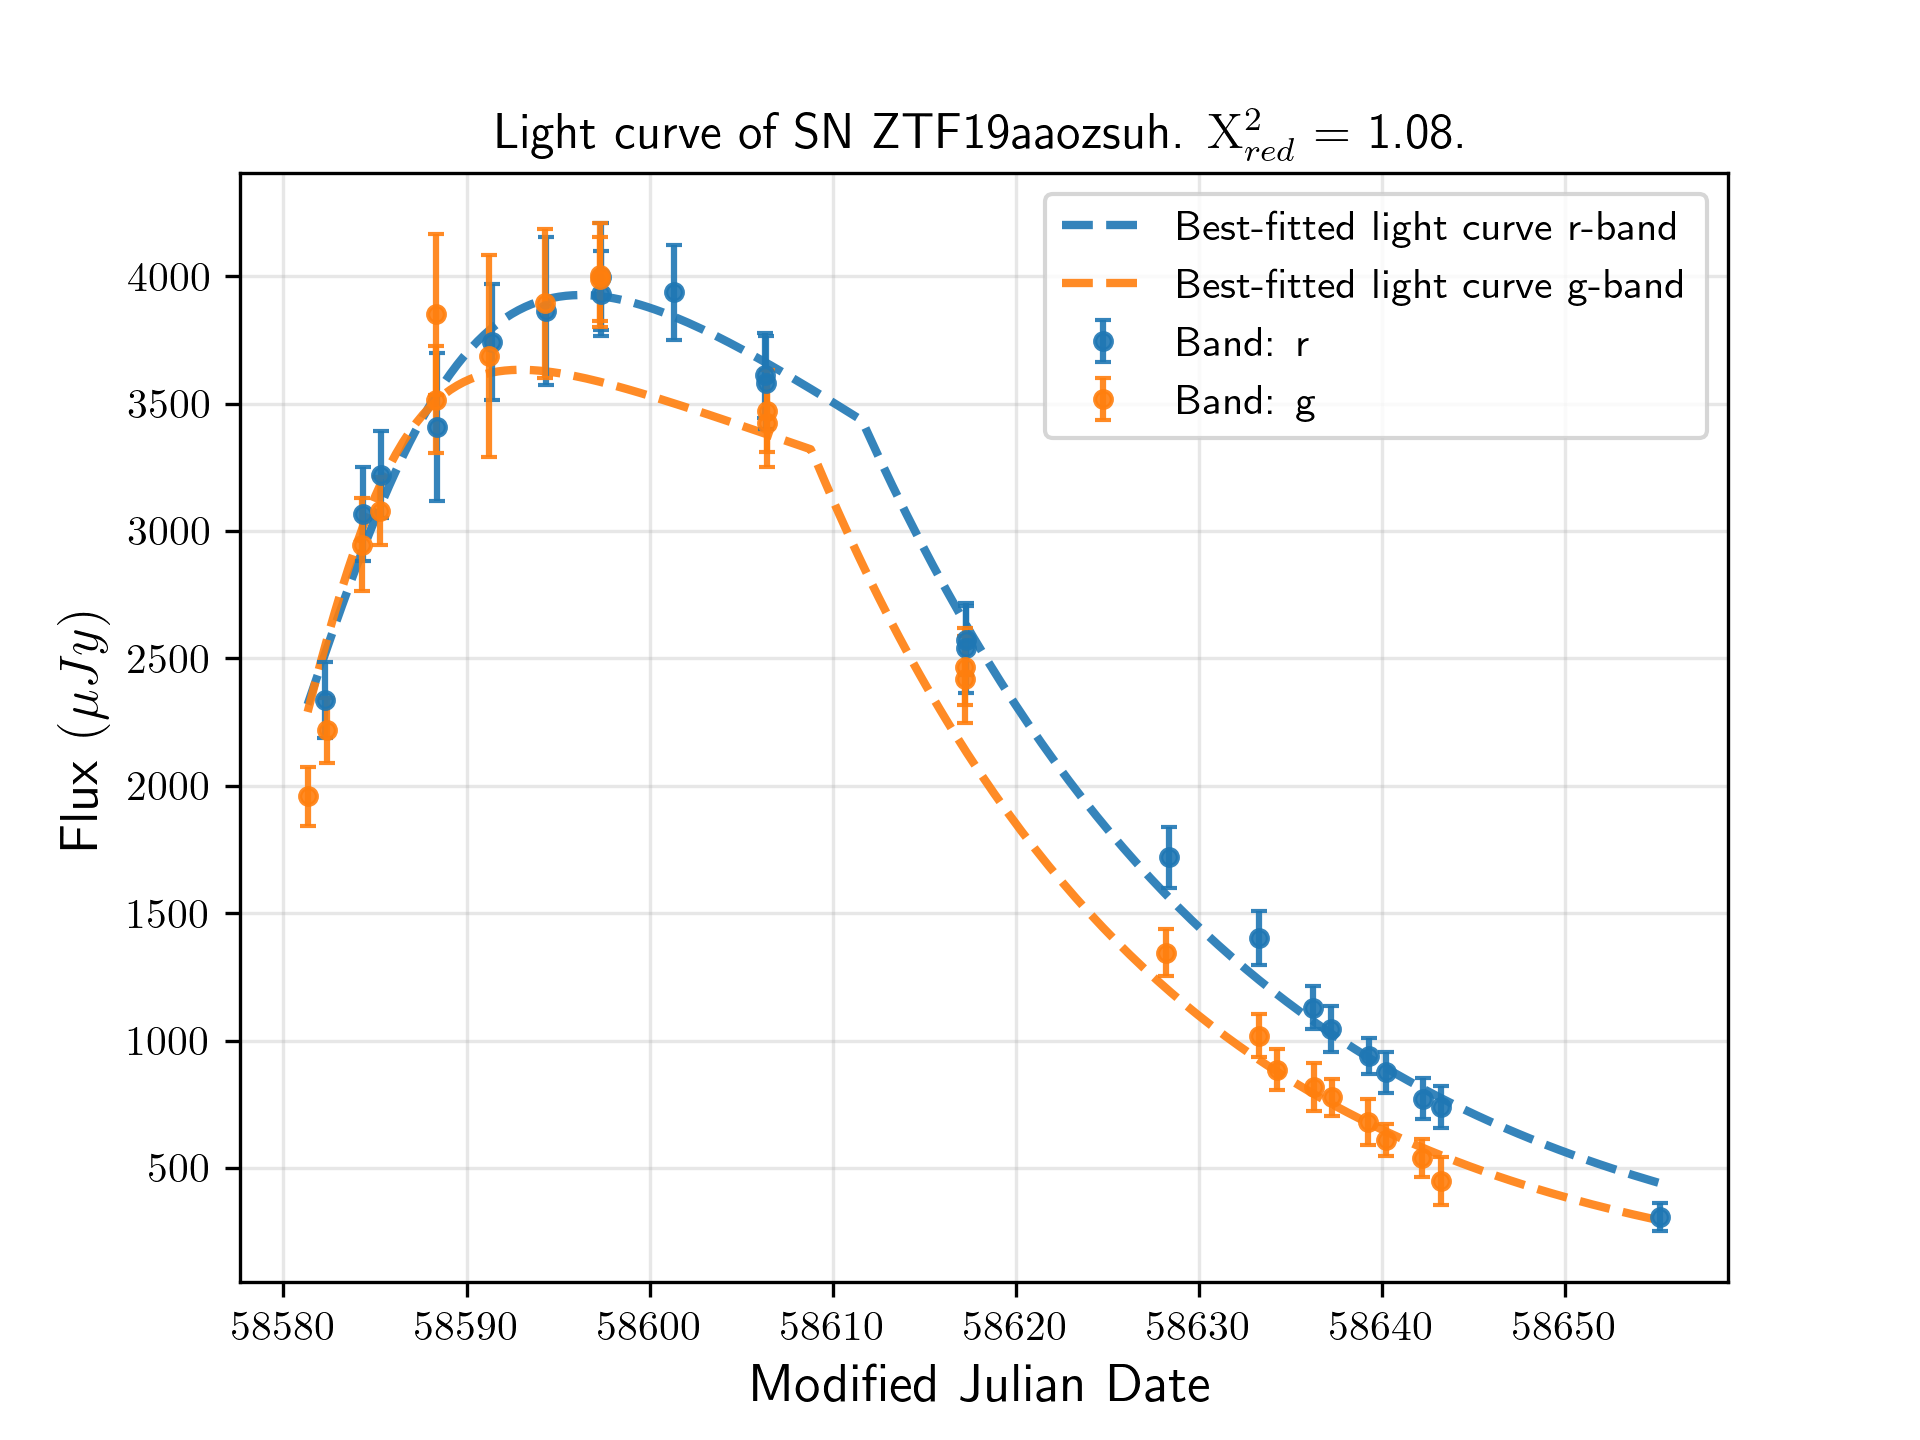 Light curve of SN ZTF19aaozsuh. X²red = 1.08.
Best-fitted light curve r-band
Best-fitted light curve g-band
Band: r
Band: g
Flux (μJy)
4000
3500
3000
2500
2000
1500
1000
500
58580 58590 58600 58610 58620 58630 58640 58650
Modified Julian Date